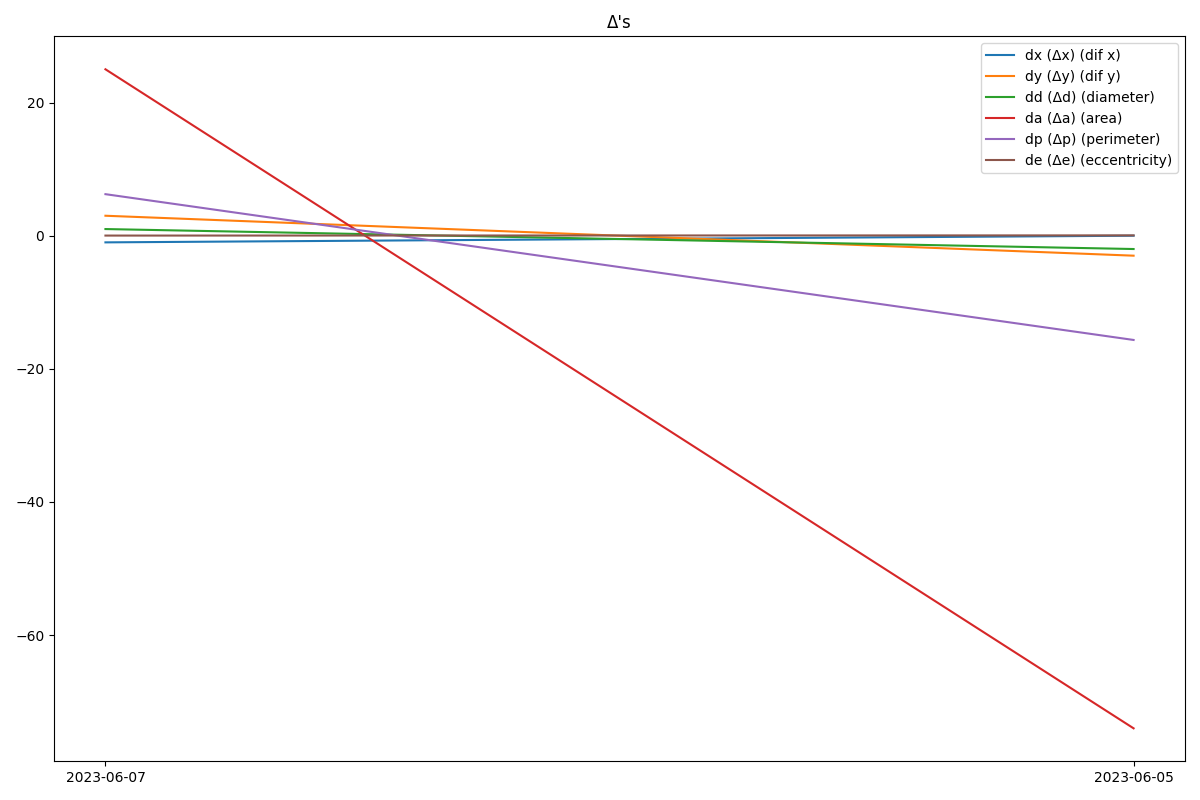 Δ's
dx (Δx) (dif x)
dy (Δy) (dif y)
dd (Δd) (diameter)
da (Δa) (area)
dp (Δp) (perimeter)
de (Δe) (eccentricity)
20
0
−20
−40
−60
2023-06-07 2023-06-05